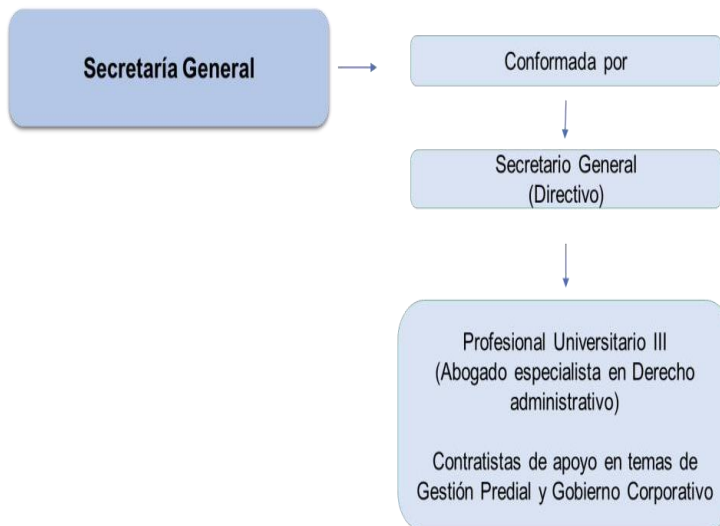 Secretaría General
Conformada por
Secretario General
(Directivo)
Profesional Universitario III
(Abogado especialista en Derecho
administrativo)
Contratistas de apoyo en temas de
Gestión Predial y Gobierno Corporativo